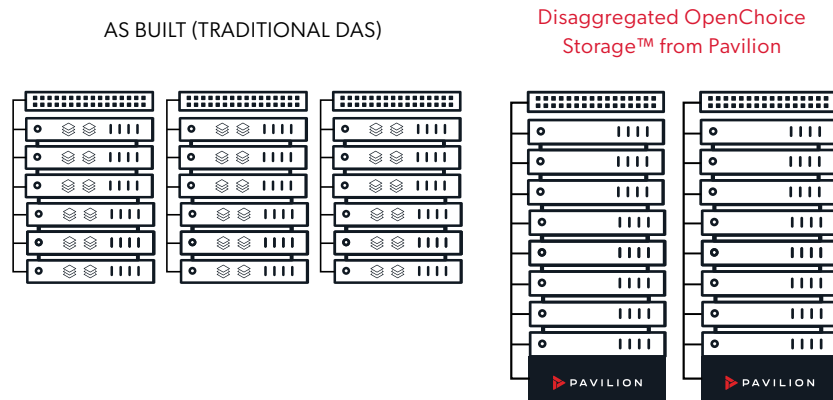 AS BUILT (TRADITIONAL DAS)
Disaggregated OpenChoice
Storage™ from Pavilion
PAVILION
PAVILION